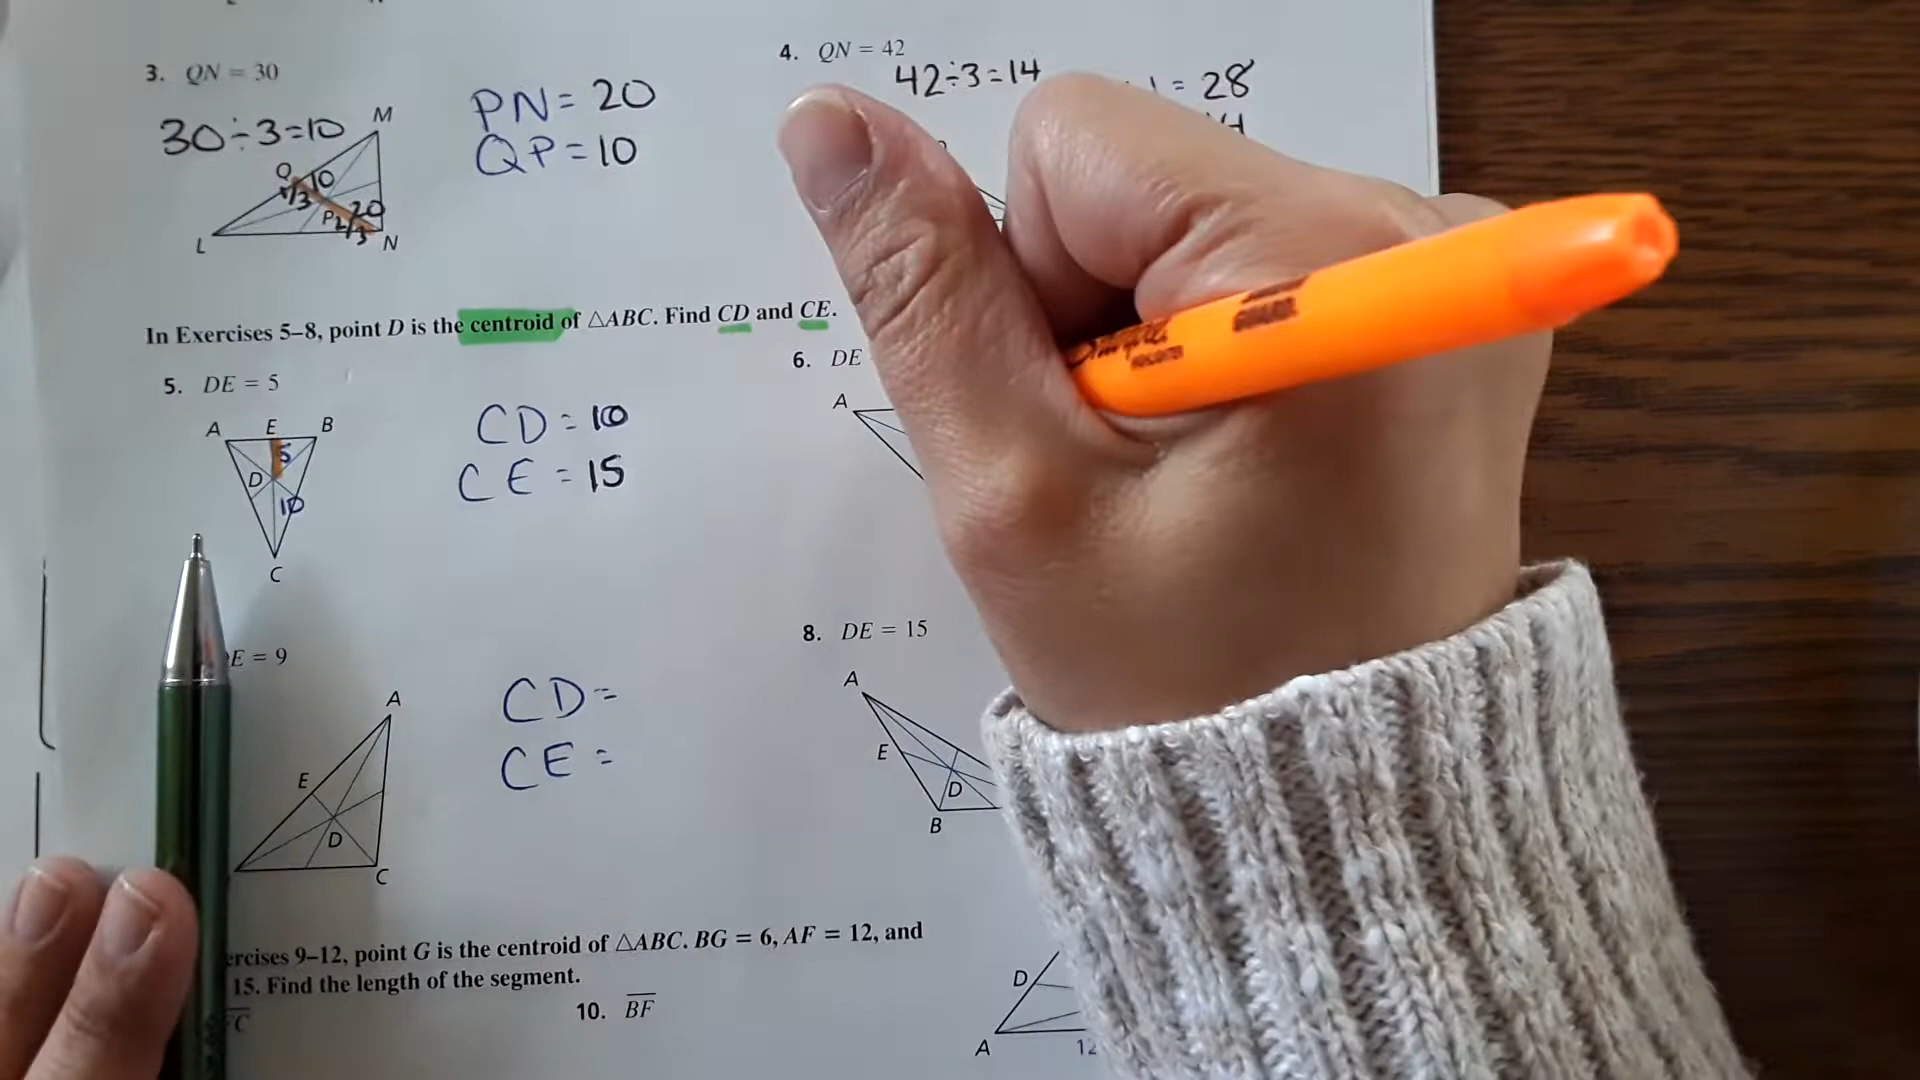 3. QN = 30
30÷3=10
PN = 20
QP = 10
M
Q
10
1/3
P
20
2/3
L
N
4. QN = 42
42÷3=14
= 28
In Exercises 5–8, point D is the centroid of △ABC. Find CD and CE.
5. DE = 5
A E B
5
D
10
C
CD = 10
CE = 15
6. DE
A
E = 9
A
E
D
C
CD =
CE =
8. DE = 15
A
E
D
B
ercises 9–12, point G is the centroid of △ABC. BG = 6, AF = 12, and
15. Find the length of the segment.
C
10. BF
D
A
12